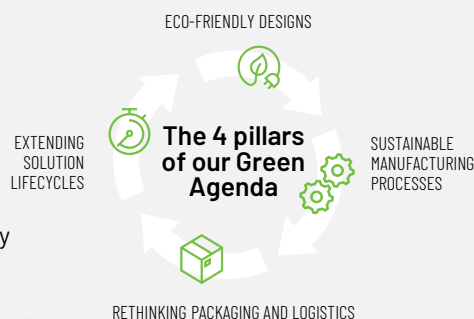 ECO-FRIENDLY DESIGNS
The 4 pillars
of our Green
Agenda
EXTENDING
SOLUTION
LIFECYCLES
SUSTAINABLE
MANUFACTURING
PROCESSES
y
RETHINKING PACKAGING AND LOGISTICS